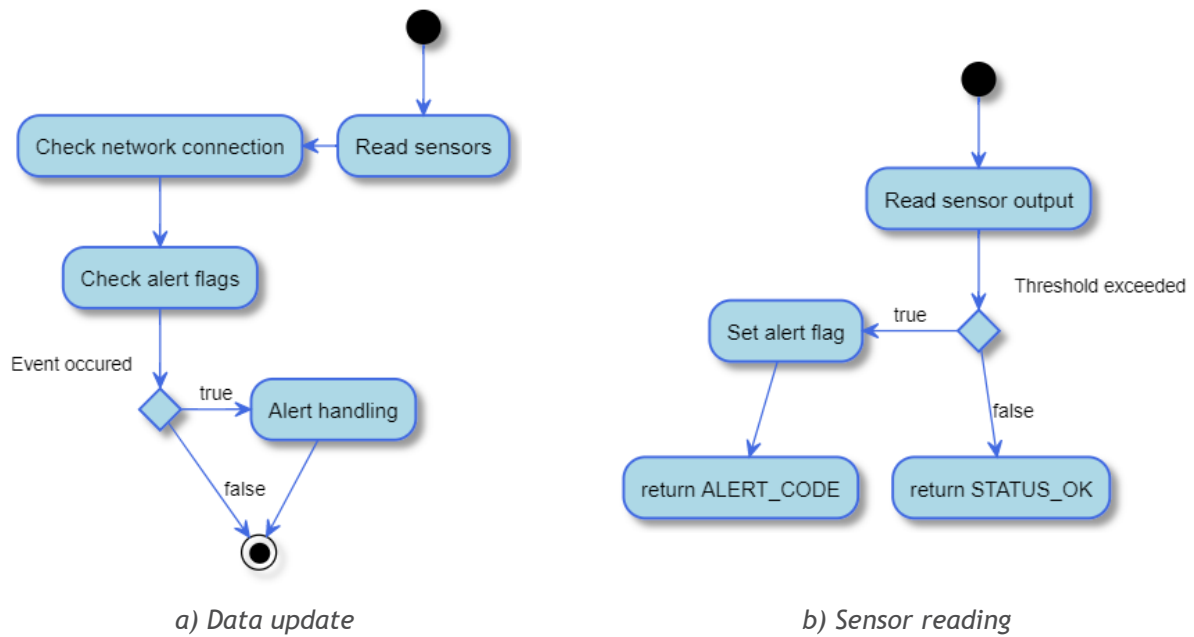 Read sensors
Check network connection
Check alert flags
Event occured
true
Alert handling
false
a) Data update
Read sensor output
Threshold exceeded
true
Set alert flag
false
return ALERT_CODE
return STATUS_OK
b) Sensor reading